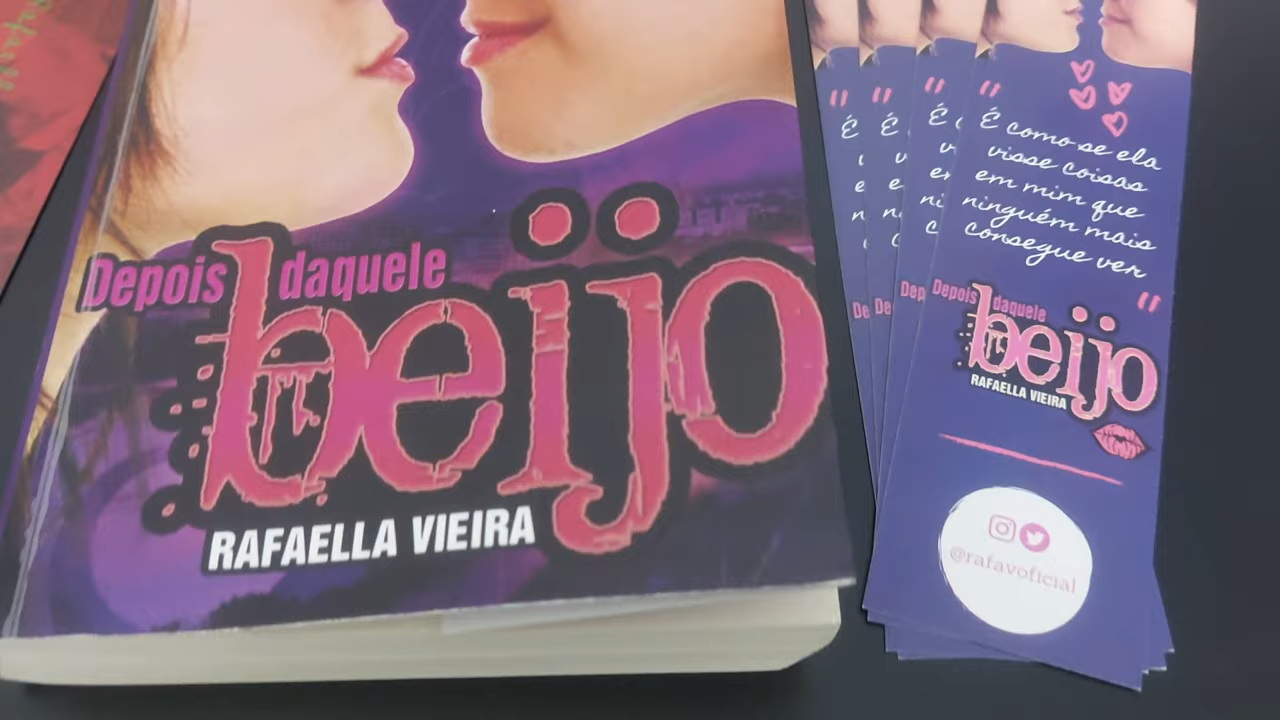 Depois daquele
beijo
RAFAELLA VIEIRA
"
É como se ela
visse coisas
em mim que
ninguém mais
consegue ver
"
Depois daquele
beijo
RAFAELLA VIEIRA
@rafavoficial